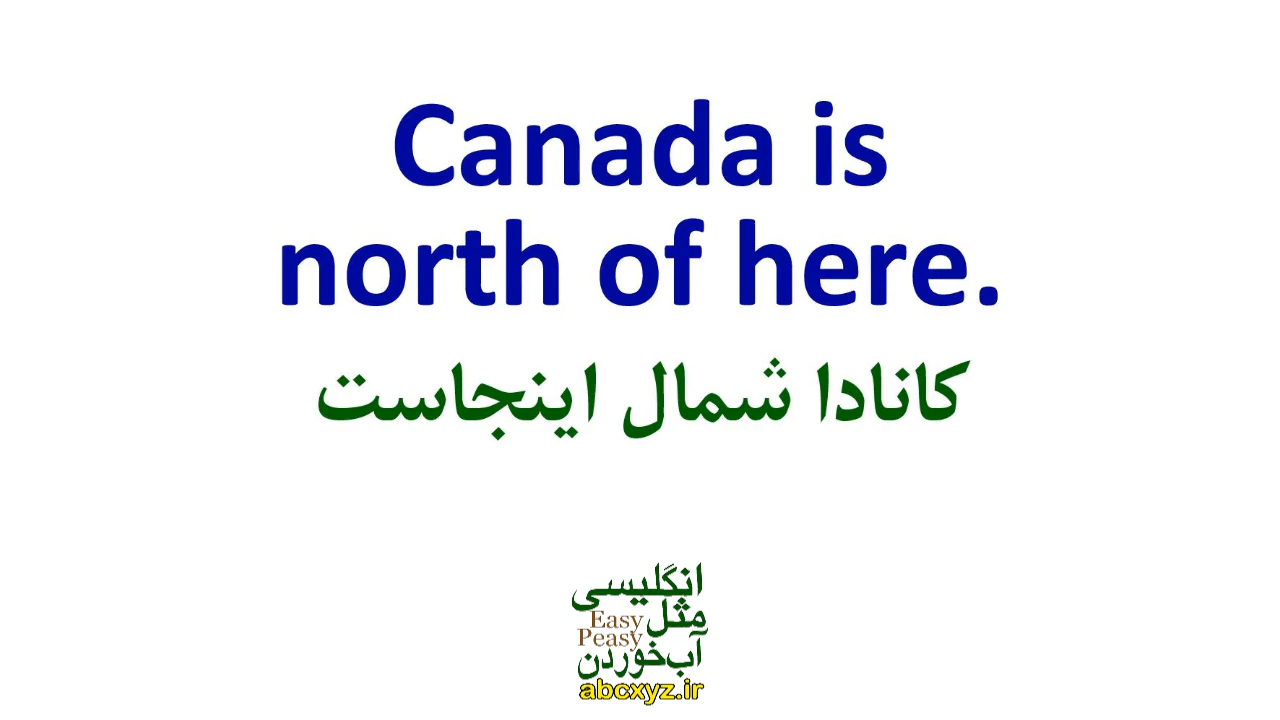 Canada is
north of here.
کانادا شمال اینجاست
انگلیسی
مثل
Easy
Peasy
آب‌خوردن
abcxyz.ir